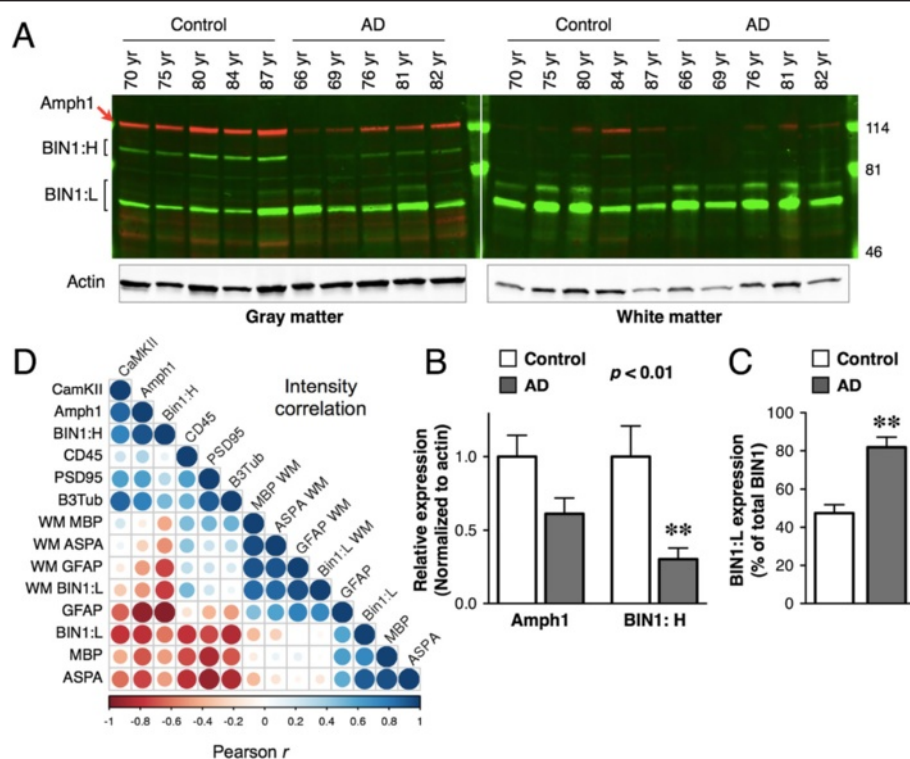 A
Control
AD
Control
AD
70 yr
75 yr
80 yr
84 yr
87 yr
66 yr
69 yr
76 yr
81 yr
82 yr
70 yr
75 yr
80 yr
84 yr
87 yr
66 yr
69 yr
76 yr
81 yr
82 yr
Amph1
BIN1:H
BIN1:L
114
81
46
Actin
Gray matter
White matter
D
Intensity
correlation
CaMKII
Amph1
Bin1:H
CD45
PSD95
B3Tub
MBP WM
ASPA WM
GFAP WM
Bin1:L WM
GFAP
Bin1:L
MBP
ASPA
CamKII
Amph1
BIN1:H
CD45
PSD95
B3Tub
WM MBP
WM ASPA
WM GFAP
WM BIN1:L
GFAP
BIN1:L
MBP
ASPA
-1 -0.8 -0.6 -0.4 -0.2 0 0.2 0.4 0.6 0.8 1
Pearson r
B
Control
AD
p < 0.01
Relative expression
(Normalized to actin)
1.0
0.5
0.0
**
Amph1
BIN1: H
C
Control
AD
BIN1:L expression
(% of total BIN1)
100
80
60
40
20
0
**